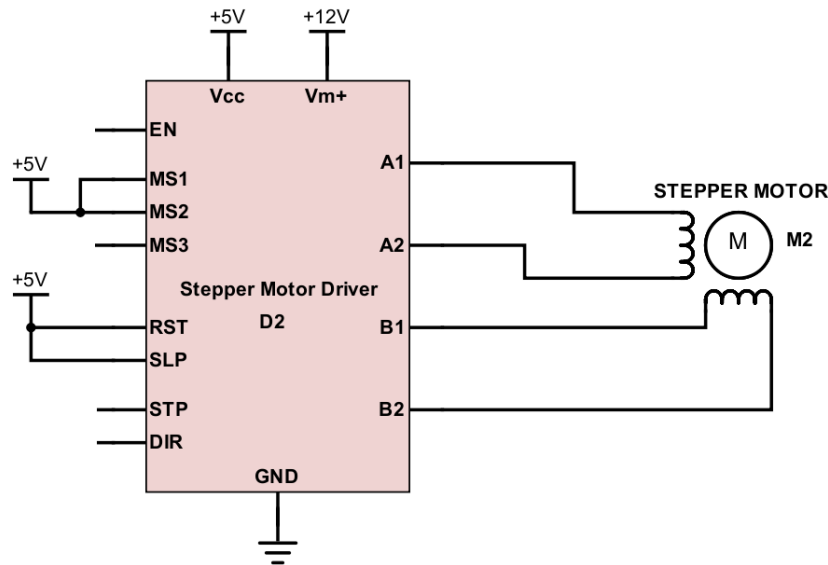 +5V
+12V
Vcc
Vm+
EN
+5V
MS1
MS2
MS3
+5V
RST
SLP
STP
DIR
Stepper Motor Driver
D2
GND
A1
A2
B1
B2
STEPPER MOTOR
M
M2